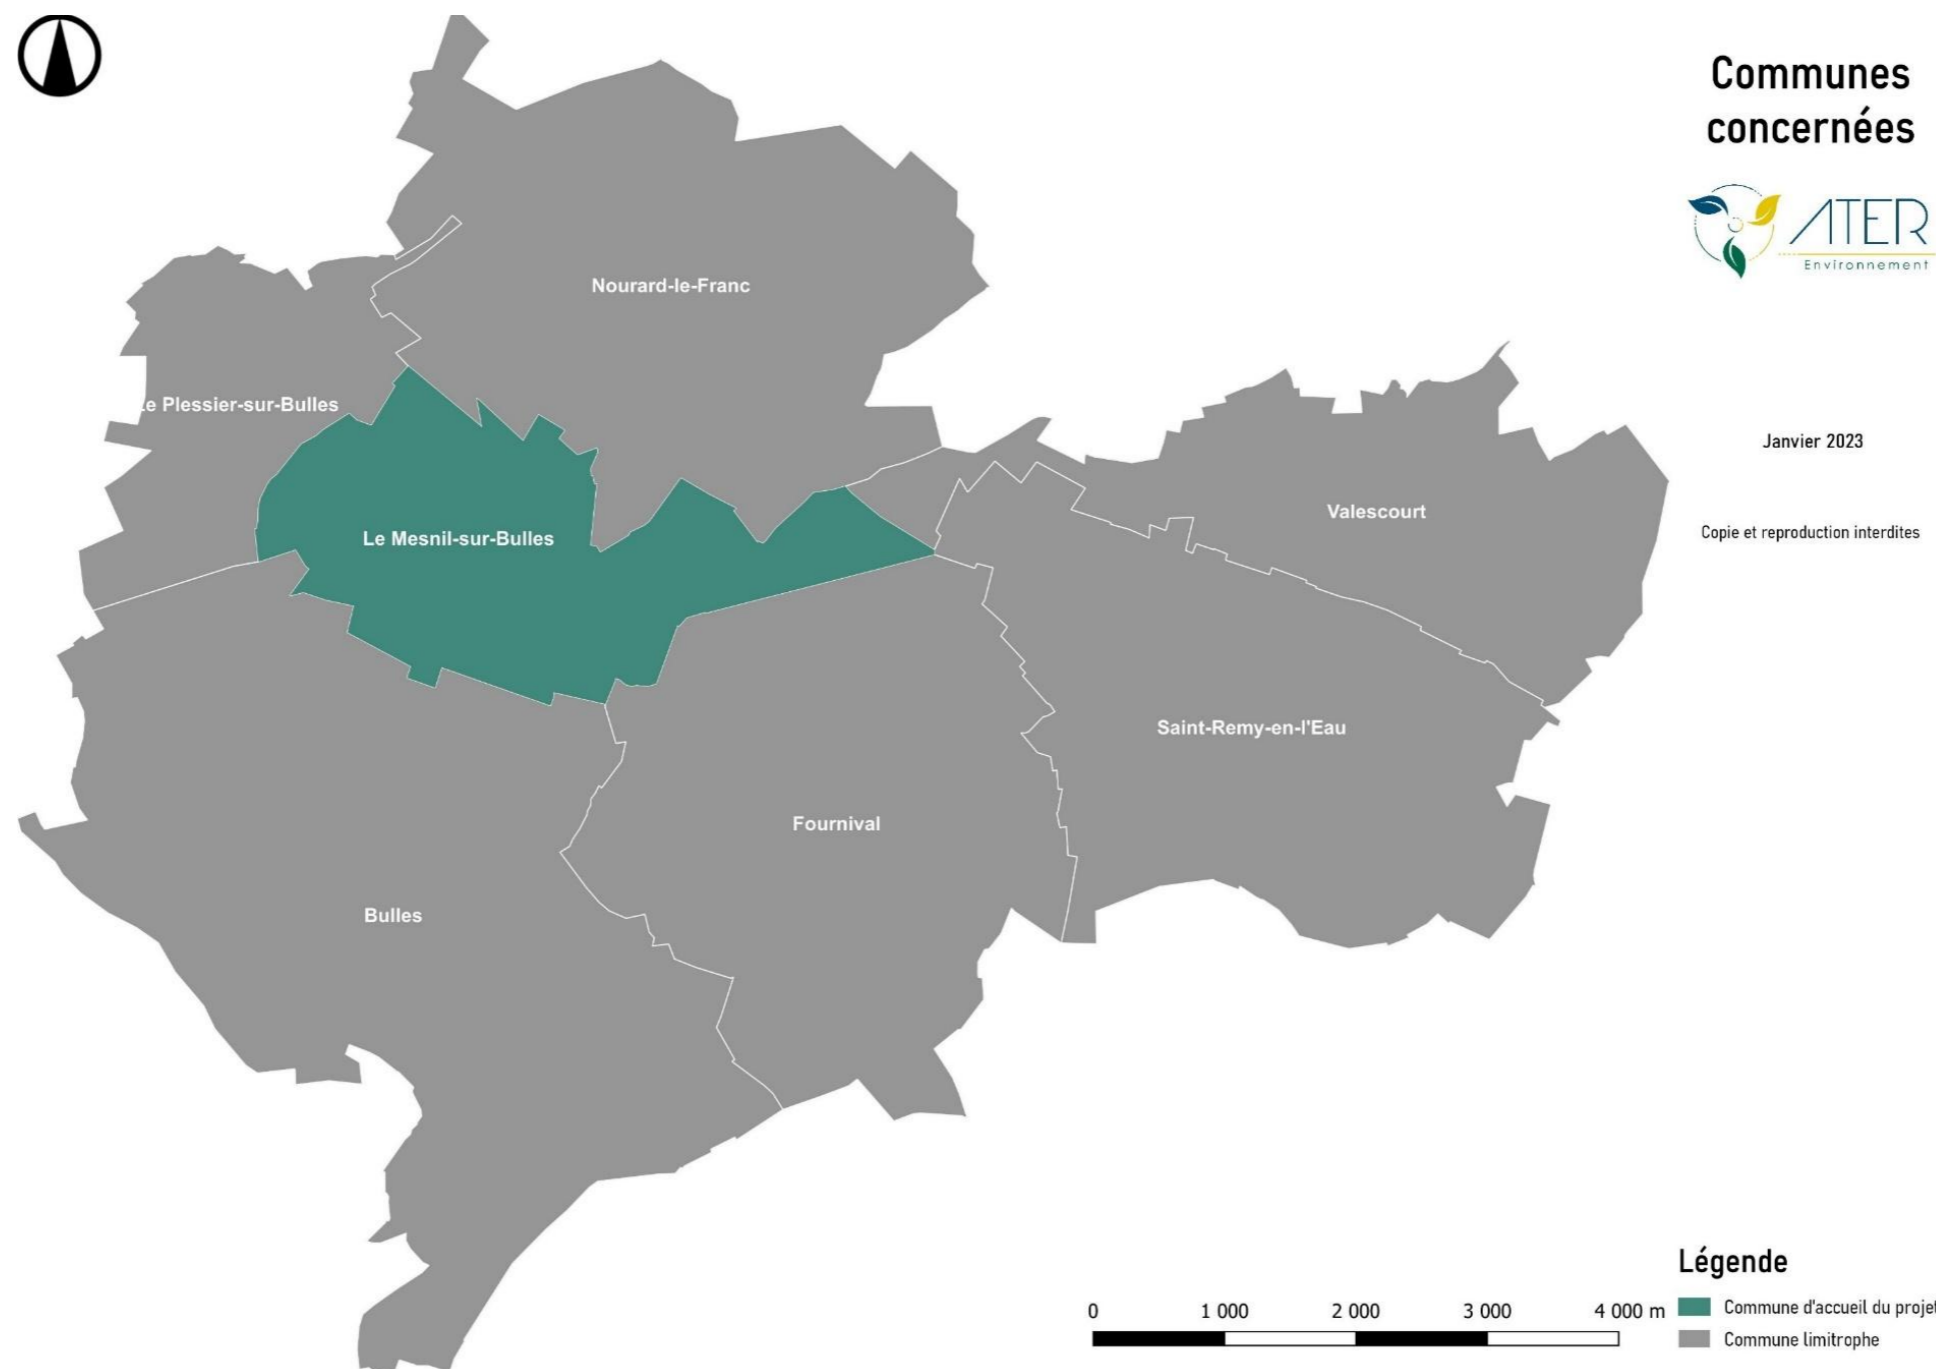 Communes
concernées
ATER
Environnement
Nourard-le-Franc
Le Plessier-sur-Bulles
Janvier 2023
Valescourt
Copie et reproduction interdites
Le Mesnil-sur-Bulles
Saint-Remy-en-l'Eau
Fournival
Bulles
Légende
0 1 000 2 000 3 000 4 000 m
Commune d'accueil du projet
Commune limitrophe